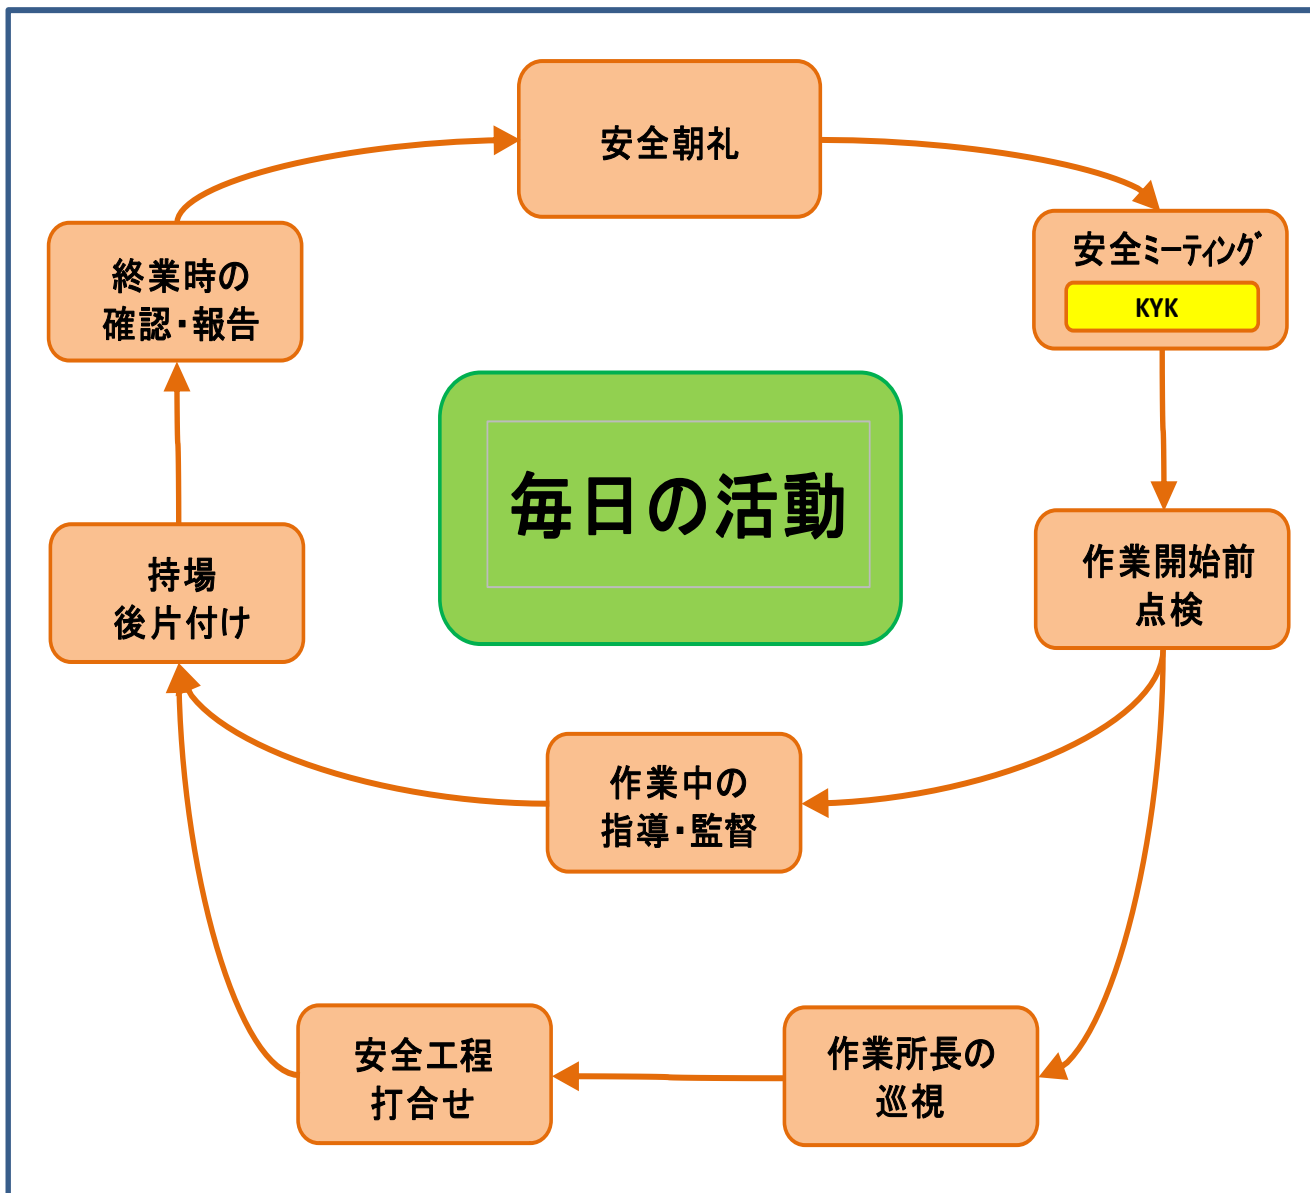 安全朝礼
安全ミーティング
KYK
作業開始前
点検
作業中の
指導・監督
作業所長の
巡視
安全工程
打合せ
持場
後片付け
終業時の
確認・報告
毎日の活動